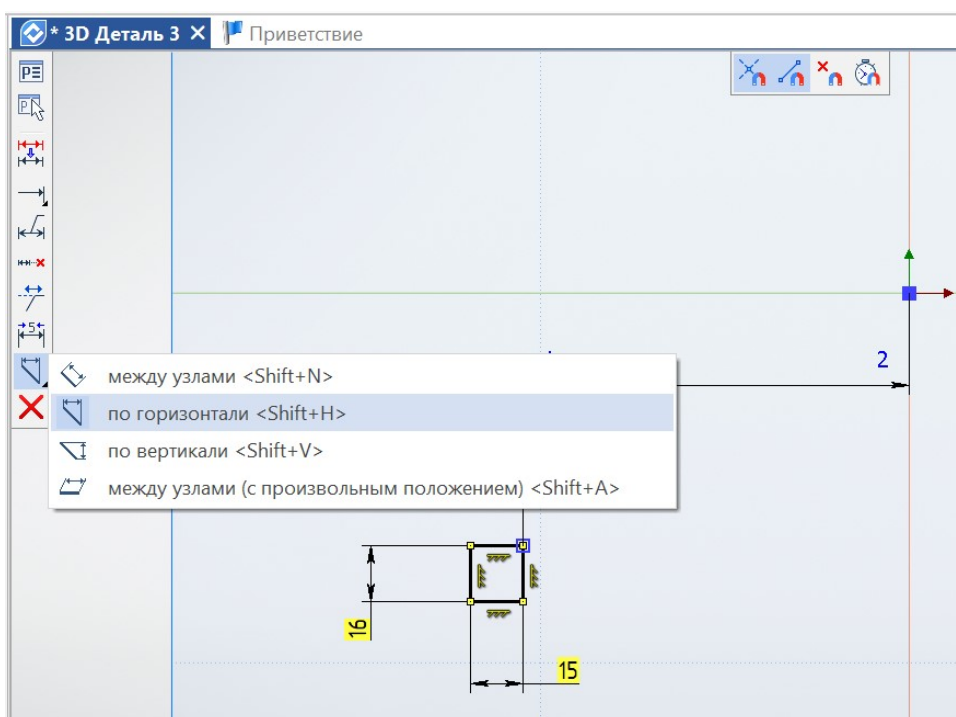 * 3D Деталь 3 X Приветствие
5
2
между узлами <Shift+N>
по горизонтали <Shift+H>
по вертикали <Shift+V>
между узлами (с произвольным положением) <Shift+A>
16
15